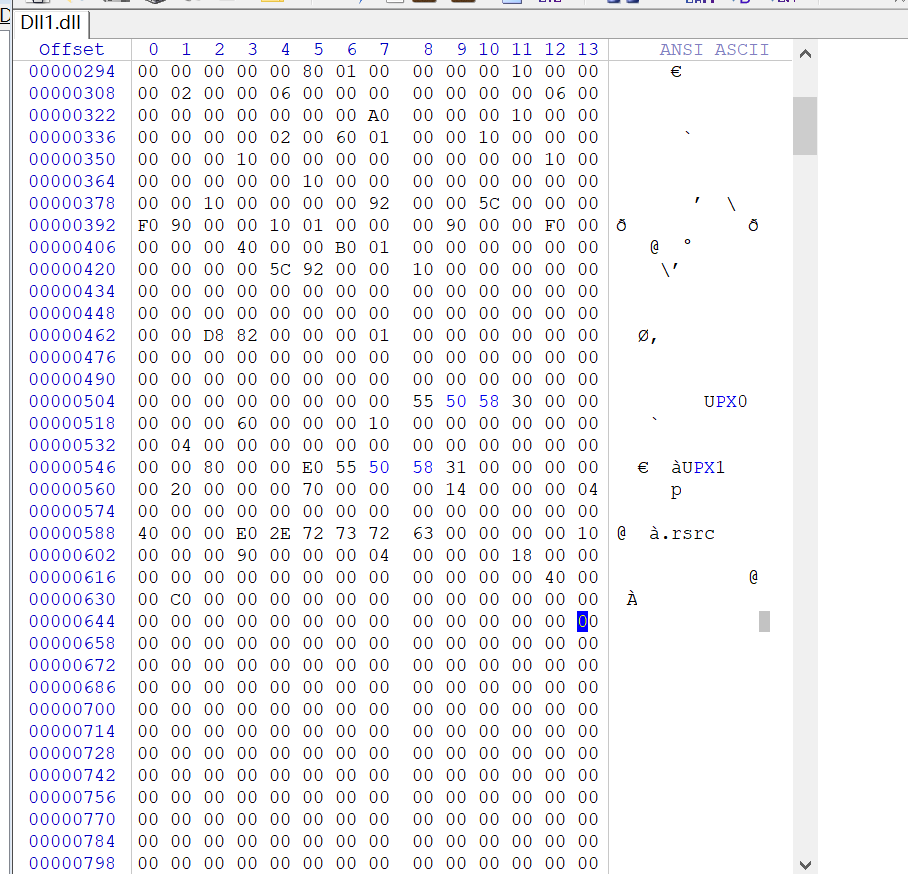 Dll1.dll
Offset 0 1 2 3 4 5 6 7 8 9 10 11 12 13 ANSI ASCII
00000294 00 00 00 00 00 80 01 00 00 00 00 10 00 00 €
00000308 00 02 00 00 06 00 00 00 00 00 00 00 06 00
00000322 00 00 00 00 00 00 00 A0 00 00 00 10 00 00
00000336 00 00 00 00 02 00 60 01 00 00 10 00 00 00 `
00000350 00 00 00 10 00 00 00 00 00 00 00 00 10 00
00000364 00 00 00 00 00 10 00 00 00 00 00 00 00 00
00000378 00 00 10 00 00 00 00 92 00 00 5C 00 00 00 ’ \
00000392 F0 90 00 00 10 01 00 00 00 90 00 00 F0 00 ð ð
00000406 00 00 00 40 00 00 B0 01 00 00 00 00 00 00 @ °
00000420 00 00 00 00 5C 92 00 00 10 00 00 00 00 00 \’
00000434 00 00 00 00 00 00 00 00 00 00 00 00 00 00
00000448 00 00 00 00 00 00 00 00 00 00 00 00 00 00
00000462 00 00 D8 82 00 00 00 01 00 00 00 00 00 00 Ø‚
00000476 00 00 00 00 00 00 00 00 00 00 00 00 00 00
00000490 00 00 00 00 00 00 00 00 00 00 00 00 00 00
00000504 00 00 00 00 00 00 00 00 55 50 58 30 00 00 UPX0
00000518 00 00 00 60 00 00 00 10 00 00 00 00 00 00 `
00000532 00 04 00 00 00 00 00 00 00 00 00 00 00 00
00000546 00 00 80 00 00 E0 55 50 58 31 00 00 00 00 € àUPX1
00000560 00 20 00 00 00 70 00 00 00 14 00 00 00 04 p
00000574 00 00 00 00 00 00 00 00 00 00 00 00 00 00
00000588 40 00 00 E0 2E 72 73 72 63 00 00 00 00 10 @ à.rsrc
00000602 00 00 00 90 00 00 00 04 00 00 00 18 00 00
00000616 00 00 00 00 00 00 00 00 00 00 00 00 40 00 @
00000630 00 C0 00 00 00 00 00 00 00 00 00 00 00 00 À
00000644 00 00 00 00 00 00 00 00 00 00 00 00 00 00
00000658 00 00 00 00 00 00 00 00 00 00 00 00 00 00
00000672 00 00 00 00 00 00 00 00 00 00 00 00 00 00
00000686 00 00 00 00 00 00 00 00 00 00 00 00 00 00
00000700 00 00 00 00 00 00 00 00 00 00 00 00 00 00
00000714 00 00 00 00 00 00 00 00 00 00 00 00 00 00
00000728 00 00 00 00 00 00 00 00 00 00 00 00 00 00
00000742 00 00 00 00 00 00 00 00 00 00 00 00 00 00
00000756 00 00 00 00 00 00 00 00 00 00 00 00 00 00
00000770 00 00 00 00 00 00 00 00 00 00 00 00 00 00
00000784 00 00 00 00 00 00 00 00 00 00 00 00 00 00
00000798 00 00 00 00 00 00 00 00 00 00 00 00 00 00